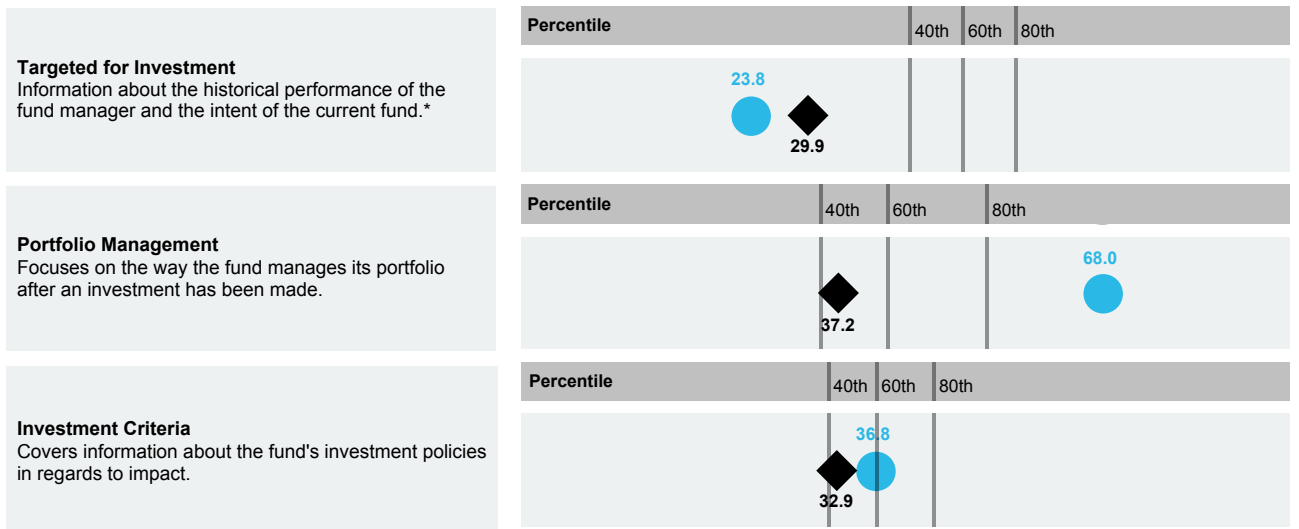 Percentile 40th 60th 80th
Targeted for Investment
Information about the historical performance of the
fund manager and the intent of the current fund.*
23.8
29.9
Percentile 40th 60th 80th
Portfolio Management
Focuses on the way the fund manages its portfolio
after an investment has been made.
68.0
37.2
Percentile 40th 60th 80th
Investment Criteria
Covers information about the fund's investment policies
in regards to impact.
36.8
32.9